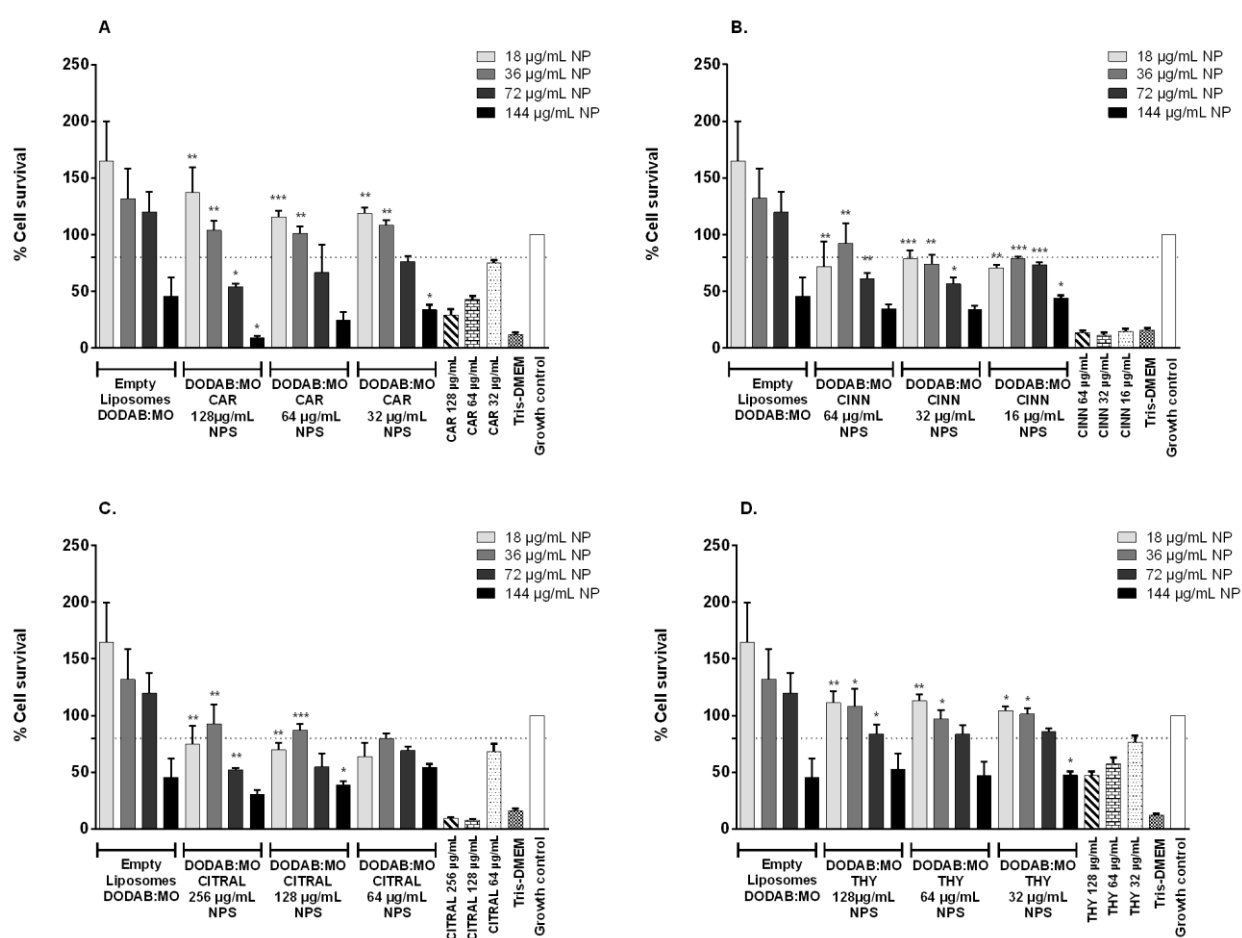 A
250
200
150
100
50
0
% Cell survival
18 µg/mL NP
36 µg/mL NP
72 µg/mL NP
144 µg/mL NP
**
**
*
*
***
**
**
**
*
Empty
Liposomes
DODAB:MO
DODAB:MO
CAR
128µg/mL
NPS
DODAB:MO
CAR
64 µg/mL
NPS
DODAB:MO
CAR
32 µg/mL
NPS
CAR 128 µg/mL
CAR 64 µg/mL
CAR 32 µg/mL
Tris-DMEM
Growth control
B.
250
200
150
100
50
0
% Cell survival
18 µg/mL NP
36 µg/mL NP
72 µg/mL NP
144 µg/mL NP
**
**
**
***
**
*
**
***
***
*
Empty
Liposomes
DODAB:MO
DODAB:MO
CINN
64 µg/mL
NPS
DODAB:MO
CINN
32 µg/mL
NPS
DODAB:MO
CINN
16 µg/mL
NPS
CINN 64 µg/mL
CINN 32 µg/mL
CINN 16 µg/mL
Tris-DMEM
Growth control
C.
250
200
150
100
50
0
% Cell survival
18 µg/mL NP
36 µg/mL NP
72 µg/mL NP
144 µg/mL NP
**
**
**
**
***
*
Empty
Liposomes
DODAB:MO
DODAB:MO
CITRAL
256 µg/mL
NPS
DODAB:MO
CITRAL
128 µg/mL
NPS
DODAB:MO
CITRAL
64 µg/mL
NPS
CITRAL 256 µg/mL
CITRAL 128 µg/mL
CITRAL 64 µg/mL
Tris-DMEM
Growth control
D.
250
200
150
100
50
0
% Cell survival
18 µg/mL NP
36 µg/mL NP
72 µg/mL NP
144 µg/mL NP
**
*
*
**
*
*
*
*
Empty
Liposomes
DODAB:MO
DODAB:MO
THY
128µg/mL
NPS
DODAB:MO
THY
64 µg/mL
NPS
DODAB:MO
THY
32 µg/mL
NPS
THY 128 µg/mL
THY 64 µg/mL
THY 32 µg/mL
Tris-DMEM
Growth control